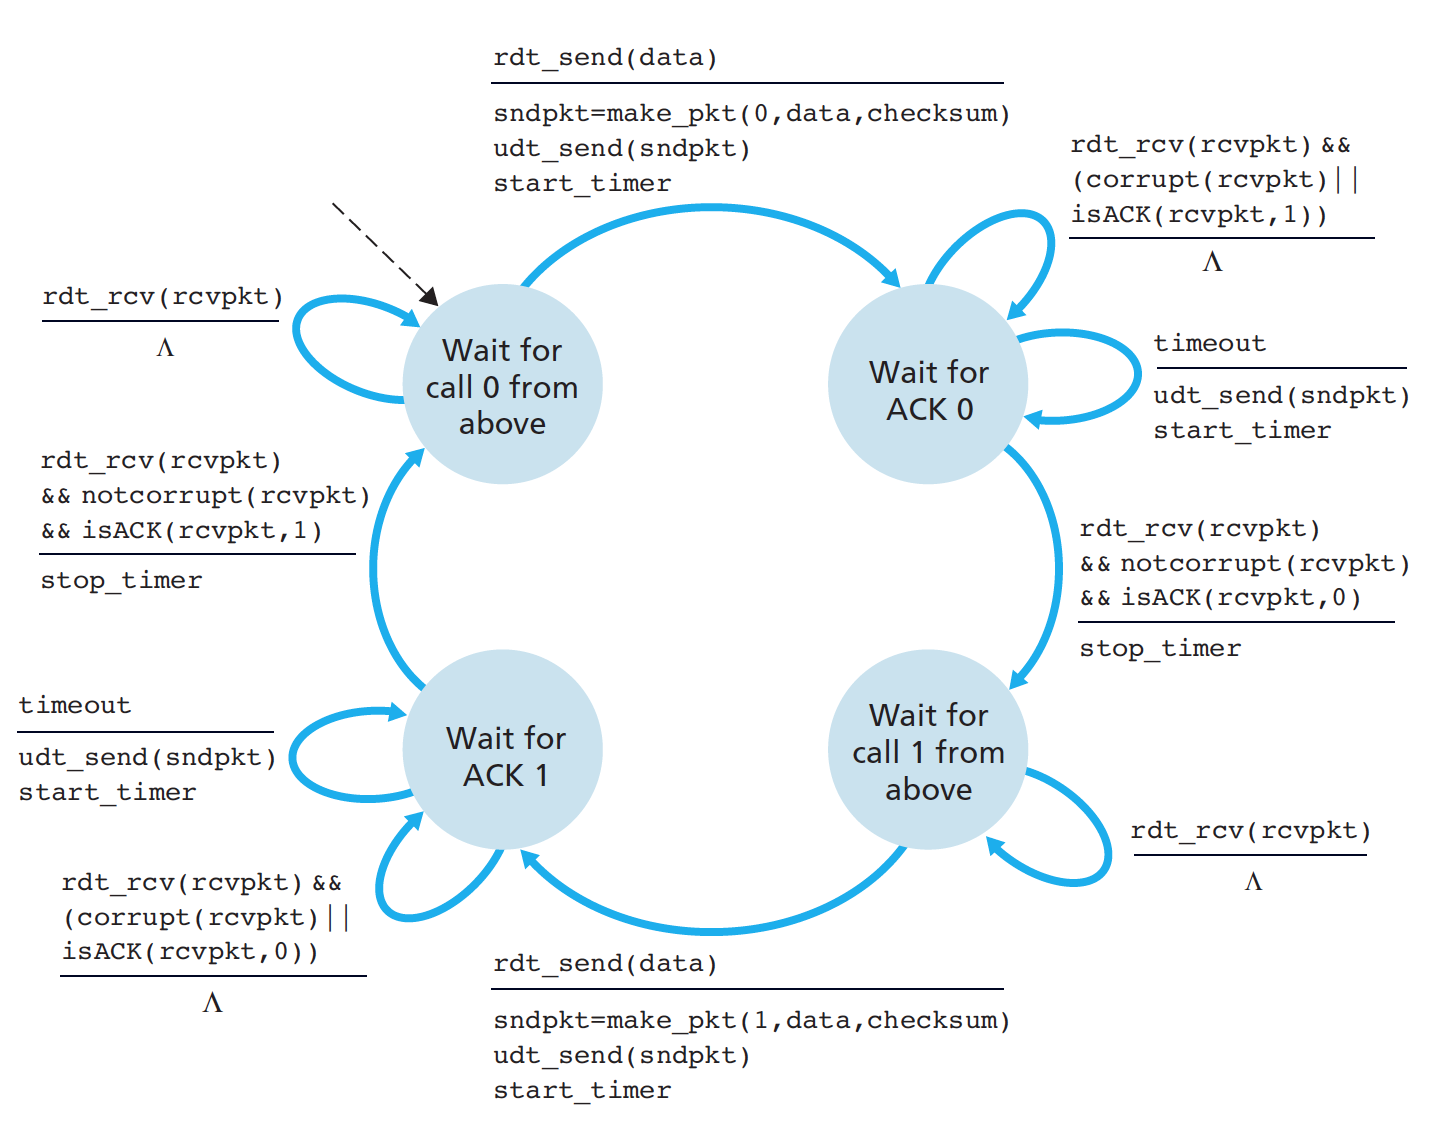 rdt_send(data)
sndpkt=make_pkt(0,data,checksum)
udt_send(sndpkt)
start_timer
rdt_rcv(rcvpkt) &&
(corrupt(rcvpkt)||
isACK(rcvpkt,1))
Λ
rdt_rcv(rcvpkt)
Λ
Wait for
call 0 from
above
Wait for
ACK 0
timeout
udt_send(sndpkt)
start_timer
rdt_rcv(rcvpkt)
&& notcorrupt(rcvpkt)
&& isACK(rcvpkt,1)
stop_timer
rdt_rcv(rcvpkt)
&& notcorrupt(rcvpkt)
&& isACK(rcvpkt,0)
stop_timer
timeout
udt_send(sndpkt)
start_timer
Wait for
ACK 1
Wait for
call 1 from
above
rdt_rcv(rcvpkt)
Λ
rdt_rcv(rcvpkt) &&
(corrupt(rcvpkt)||
isACK(rcvpkt,0))
Λ
rdt_send(data)
sndpkt=make_pkt(1,data,checksum)
udt_send(sndpkt)
start_timer